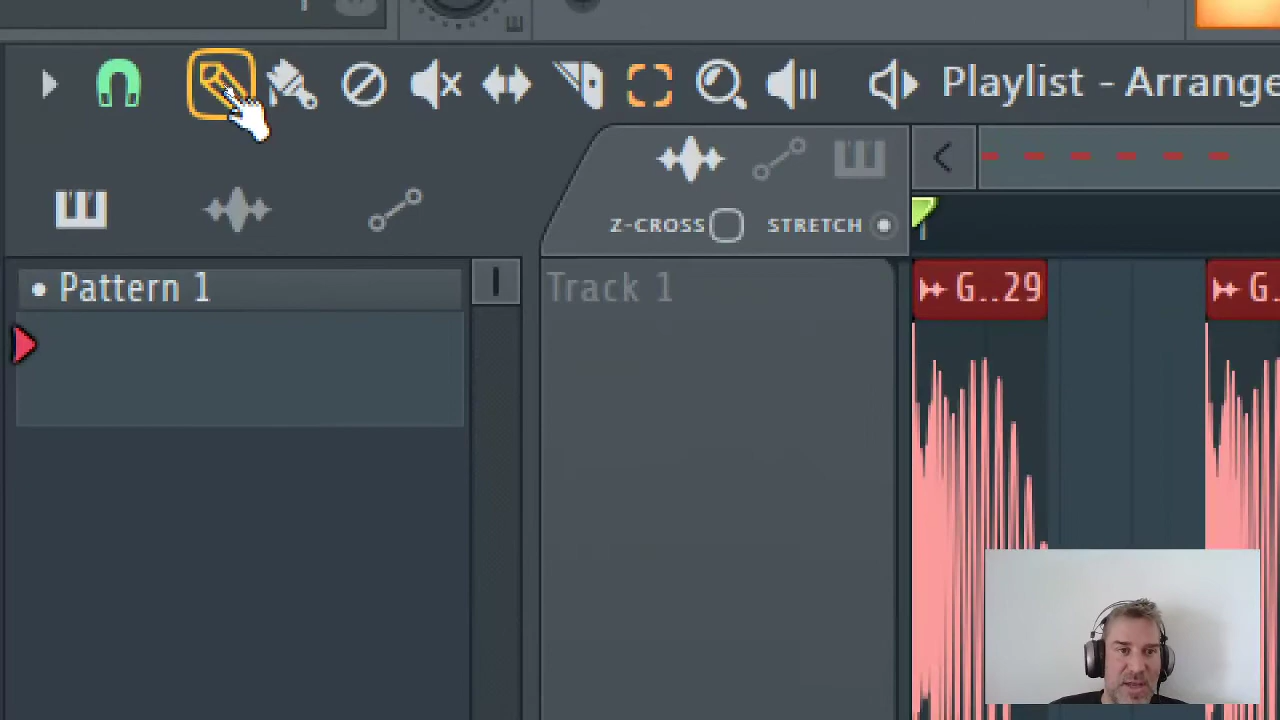 Playlist - Arrange
Z-CROSS STRETCH
Pattern 1
Track 1
G..29
G.